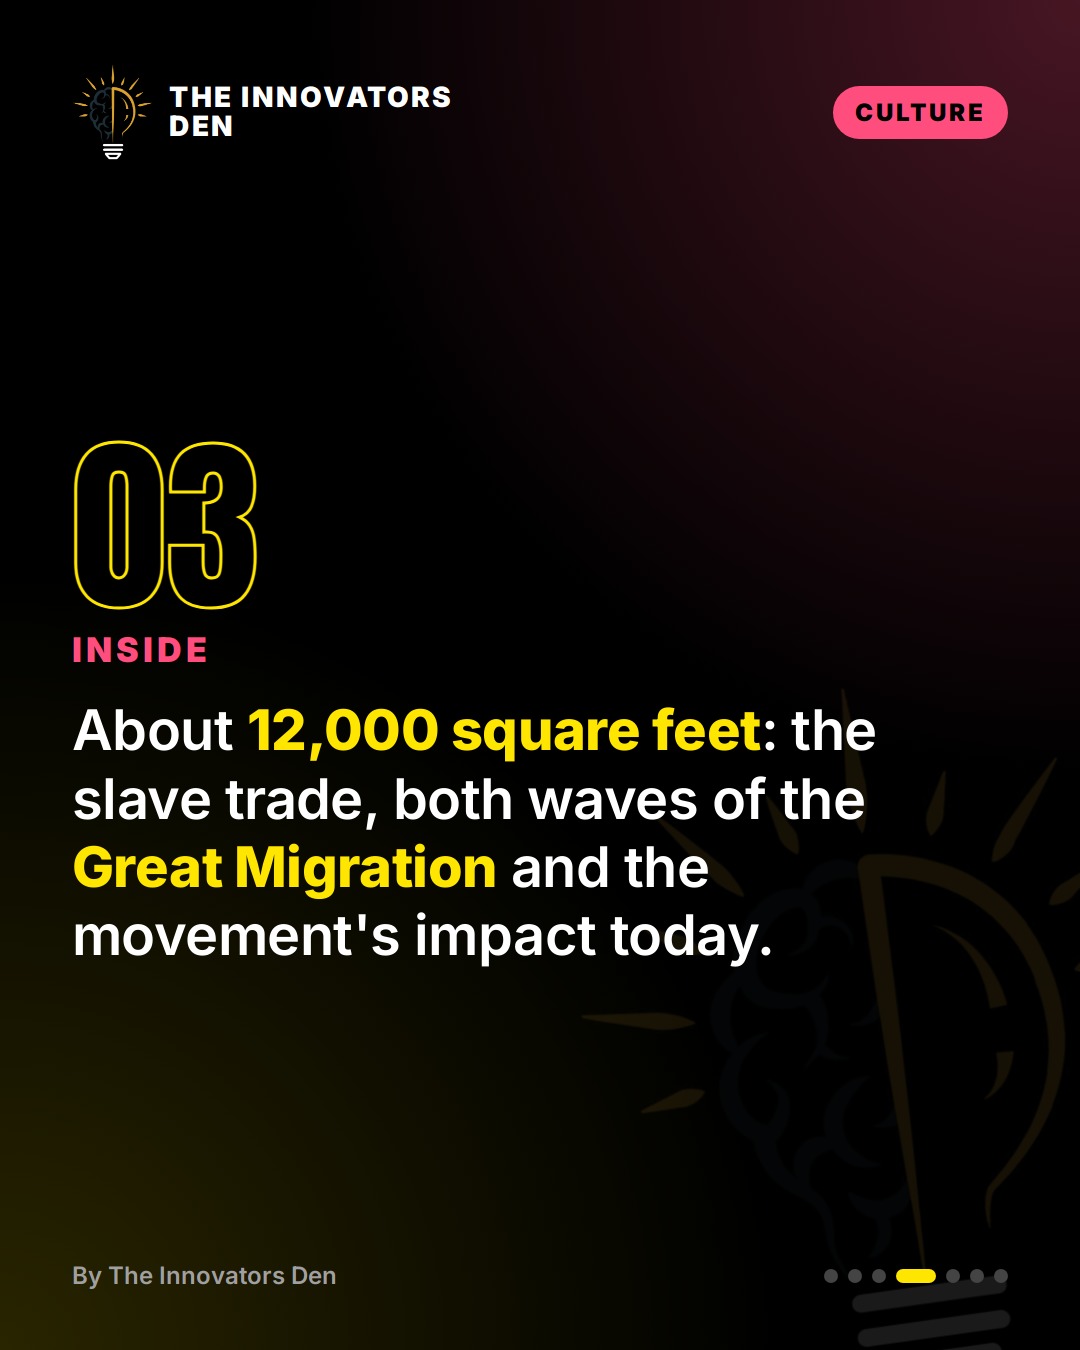 THE INNOVATORS
DEN
CULTURE
03
INSIDE
About 12,000 square feet: the
slave trade, both waves of the
Great Migration and the
movement's impact today.
By The Innovators Den